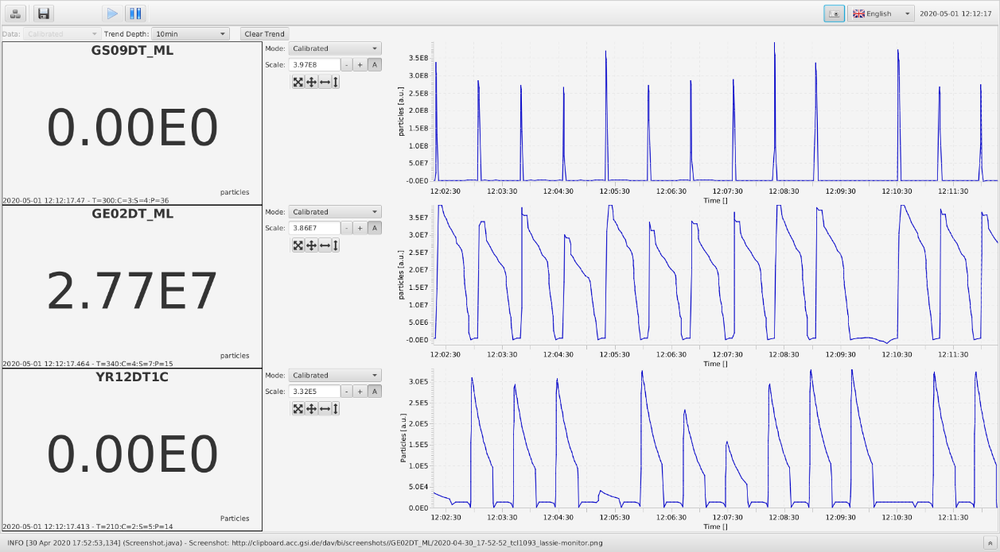 English 2020-05-01 12:12:17
Data: Calibrated Trend Depth: 10min Clear Trend
GS09DT_ML
0.00E0
particles
2020-05-01 12:12:17.47 - T=300:C=3:S=4:P=36
Mode: Calibrated
Scale: 3.97E8 - + A
particles [a.u.]
3.5E8
3.0E8
2.5E8
2.0E8
1.5E8
1.0E8
5.0E7
-0.0E0
12:02:30 12:03:30 12:04:30 12:05:30 12:06:30 12:07:30 12:08:30 12:09:30 12:10:30 12:11:30
Time []
GE02DT_ML
2.77E7
particles
2020-05-01 12:12:17.464 - T=340:C=4:S=7:P=15
Mode: Calibrated
Scale: 3.86E7 - + A
particles [a.u.]
3.5E7
3.0E7
2.5E7
2.0E7
1.5E7
1.0E7
5.0E6
-0.0E0
12:02:30 12:03:30 12:04:30 12:05:30 12:06:30 12:07:30 12:08:30 12:09:30 12:10:30 12:11:30
Time []
YR12DT1C
0.00E0
Particles
2020-05-01 12:12:17.413 - T=210:C=2:S=5:P=14
Mode: Calibrated
Scale: 3.32E5 - + A
Particles [a.u.]
3.0E5
2.5E5
2.0E5
1.5E5
1.0E5
5.0E4
0.0E0
12:02:30 12:03:30 12:04:30 12:05:30 12:06:30 12:07:30 12:08:30 12:09:30 12:10:30 12:11:30
Time []
INFO [30 Apr 2020 17:52:53,134] (Screenshot.java) - Screenshot: http://clipboard.acc.gsi.de/dav/bi/screenshots//GE02DT_ML/2020-04-30_17-52-52_tcl1093_lassie-monitor.png